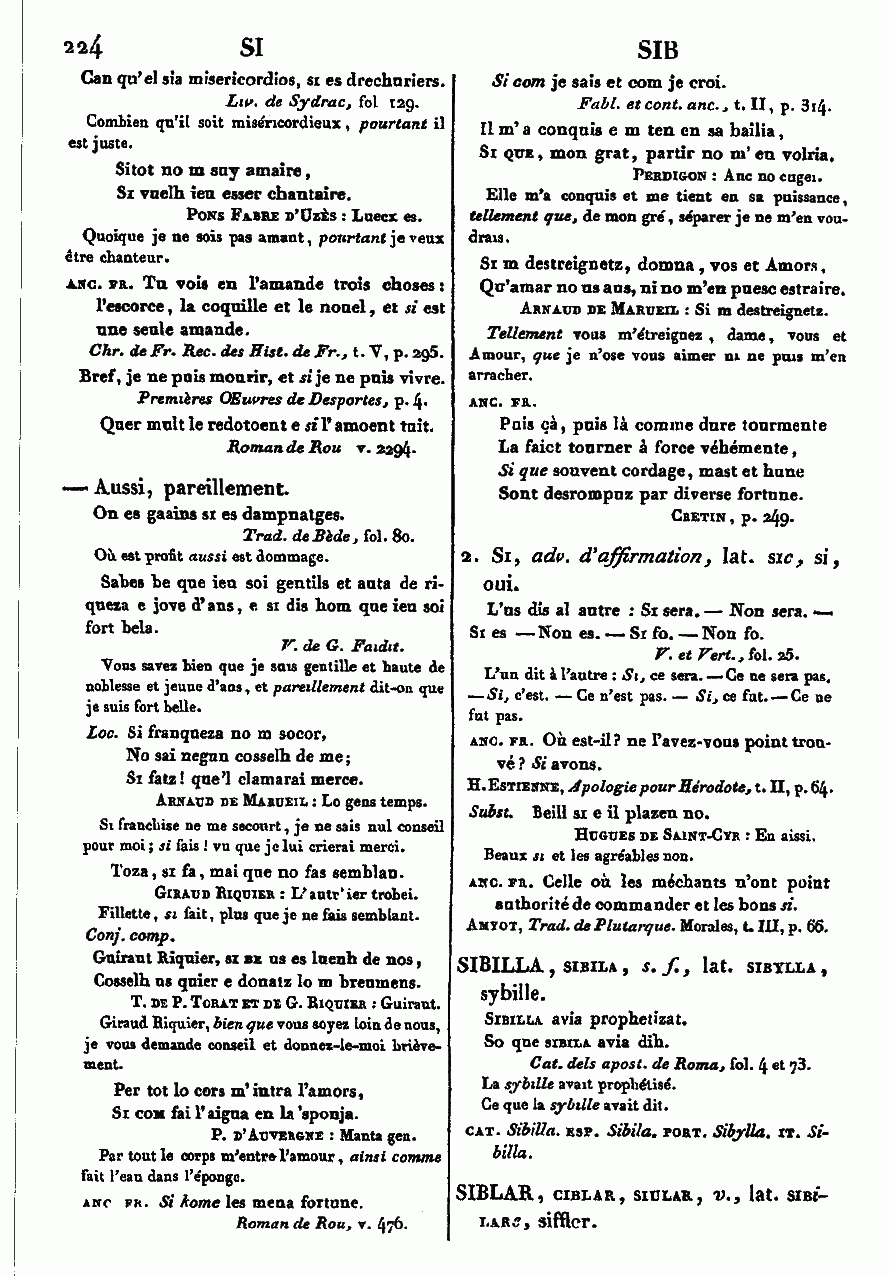 224 SI SIB
Can qu'el sia misericordios, SI es drechuriers.
Liv. de Sydrac, fol 129.
Combien qu'il soit miséricordieux, pourtant il
est juste.
Sitot no m suy amaire,
SI vuelh ieu esser chantaire.
PONS FABRE D'UZÈS : Luecx es.
Quoique je ne sois pas amant, pourtant je veux
être chanteur.
ANC. FR. Tu vois en l'amande trois choses :
l'escorce, la coquille et le nouel, et si est
une seule amande.
Chr. de Fr. Rec. des Hist. de Fr., t. V, p. 295.
Bref, je ne puis mourir, et si je ne puis vivre.
Premières Œuvres de Desportes, p. 4.
Quer mult le redotoent e si l'amoent tuit.
Roman de Rou v. 2294.
— Aussi, pareillement.
On es gaains SI es dampnatges.
Trad. de Bède, fol. 80.
Où est profit aussi est dommage.
Sabes be que ieu soi gentils et auta de ri-
queza e jove d'ans, e SI dis hom que ieu soi
fort bela.
V. de G. Faidit.
Vous savez bien que je suis gentille et haute de
noblesse et jeune d'ans, et pareillement dit-on que
je suis fort belle.
Loc. Si franqueza no m socor,
No sai negun cosselh de me;
SI fatz! que'l clamarai merce.
ARNAUD DE MARUEIL : Lo gens temps.
Si franchise ne me secourt, je ne sais nul conseil
pour moi; si fais! vu que je lui crierai merci.
Toza, SI fa, mai que no fas semblan.
GIRAUD RIQUIER : L'autr'ier trobei.
Fillette, si fait, plus que je ne fais semblant.
Conj. comp.
Guiraut Riquier, SI BE us es luenh de nos,
Cosselh us quier e donatz lo m breumens.
T. DE P. TORAT ET DE G. RIQUIER : Guiraut.
Giraud Riquier, bien que vous soyez loin de nous,
je vous demande conseil et donnez-le-moi briève-
ment.
Per tot lo cors m'intra l'amors,
SI COM fai l'aigua en la 'sponja.
P. D'AUVERGNE : Manta gen.
Par tout le corps m'entre l'amour, ainsi comme
fait l'eau dans l'éponge.
ANC FR. Si kome les mena fortune.
Roman de Rou, v. 476.
Si com je sais et com je croi.
Fabl. et cont. anc., t. II, p. 314.
Il m'a conquis e m ten en sa bailia,
SI QUE, mon grat, partir no m'en volria.
PERDIGON : Anc no cugei.
Elle m'a conquis et me tient en sa puissance,
tellement que, de mon gré, séparer je ne m'en vou-
drais.
SI m destreignetz, domna, vos et Amors,
Qu'amar no us aus, ni no m'en puesc estraire.
ARNAUD DE MARUEIL : Si m destreignetz.
Tellement vous m'étreignez, dame, vous et
Amour, que je n'ose vous aimer ni ne puis m'en
arracher.
ANC. FR.
Puis çà, puis là comme dure tourmente
La faict tourner à force véhémente,
Si que souvent cordage, mast et hune
Sont desrompuz par diverse fortune.
CRETIN, p. 249.
2. SI, adv. d'affirmation, lat. SIC, si,
oui.
L'us dis al autre : SI sera. — Non sera. —
SI es — Non es. — SI fo. — Non fo.
V. et Vert., fol. 25.
L'un dit à l'autre : Si, ce sera. — Ce ne sera pas.
— Si, c'est. — Ce n'est pas. — Si, ce fut. — Ce ne
fut pas.
ANC. FR. Où est-il? ne l'avez-vous point trou-
vé? Si avons.
H. ESTIENNE, Apologie pour Hérodote, t. II, p. 64.
Subst. Beill SI e il plazen no.
HUGUES DE SAINT-CYR : En aissi.
Beaux si et les agréables non.
ANC. FR. Celle où les méchants n'ont point
authorité de commander et les bons si.
AMYOT, Trad. de Plutarque. Morales, t. III, p. 66.
SIBILLA, SIBILA, s. f., lat. SIBYLLA,
sybille.
SIBILLA avia prophetizat.
So que SIBILA avia dih.
Cat. dels apost. de Roma, fol. 4 et 73.
La sybille avait prophétisé.
Ce que la sybille avait dit.
CAT. Sibilla. ESP. Sibila. PORT. Sibylla. IT. Si-
billa.
SIBLAR, CIBLAR, SIULAR, v., lat. SIBI-
LARE, siffler.